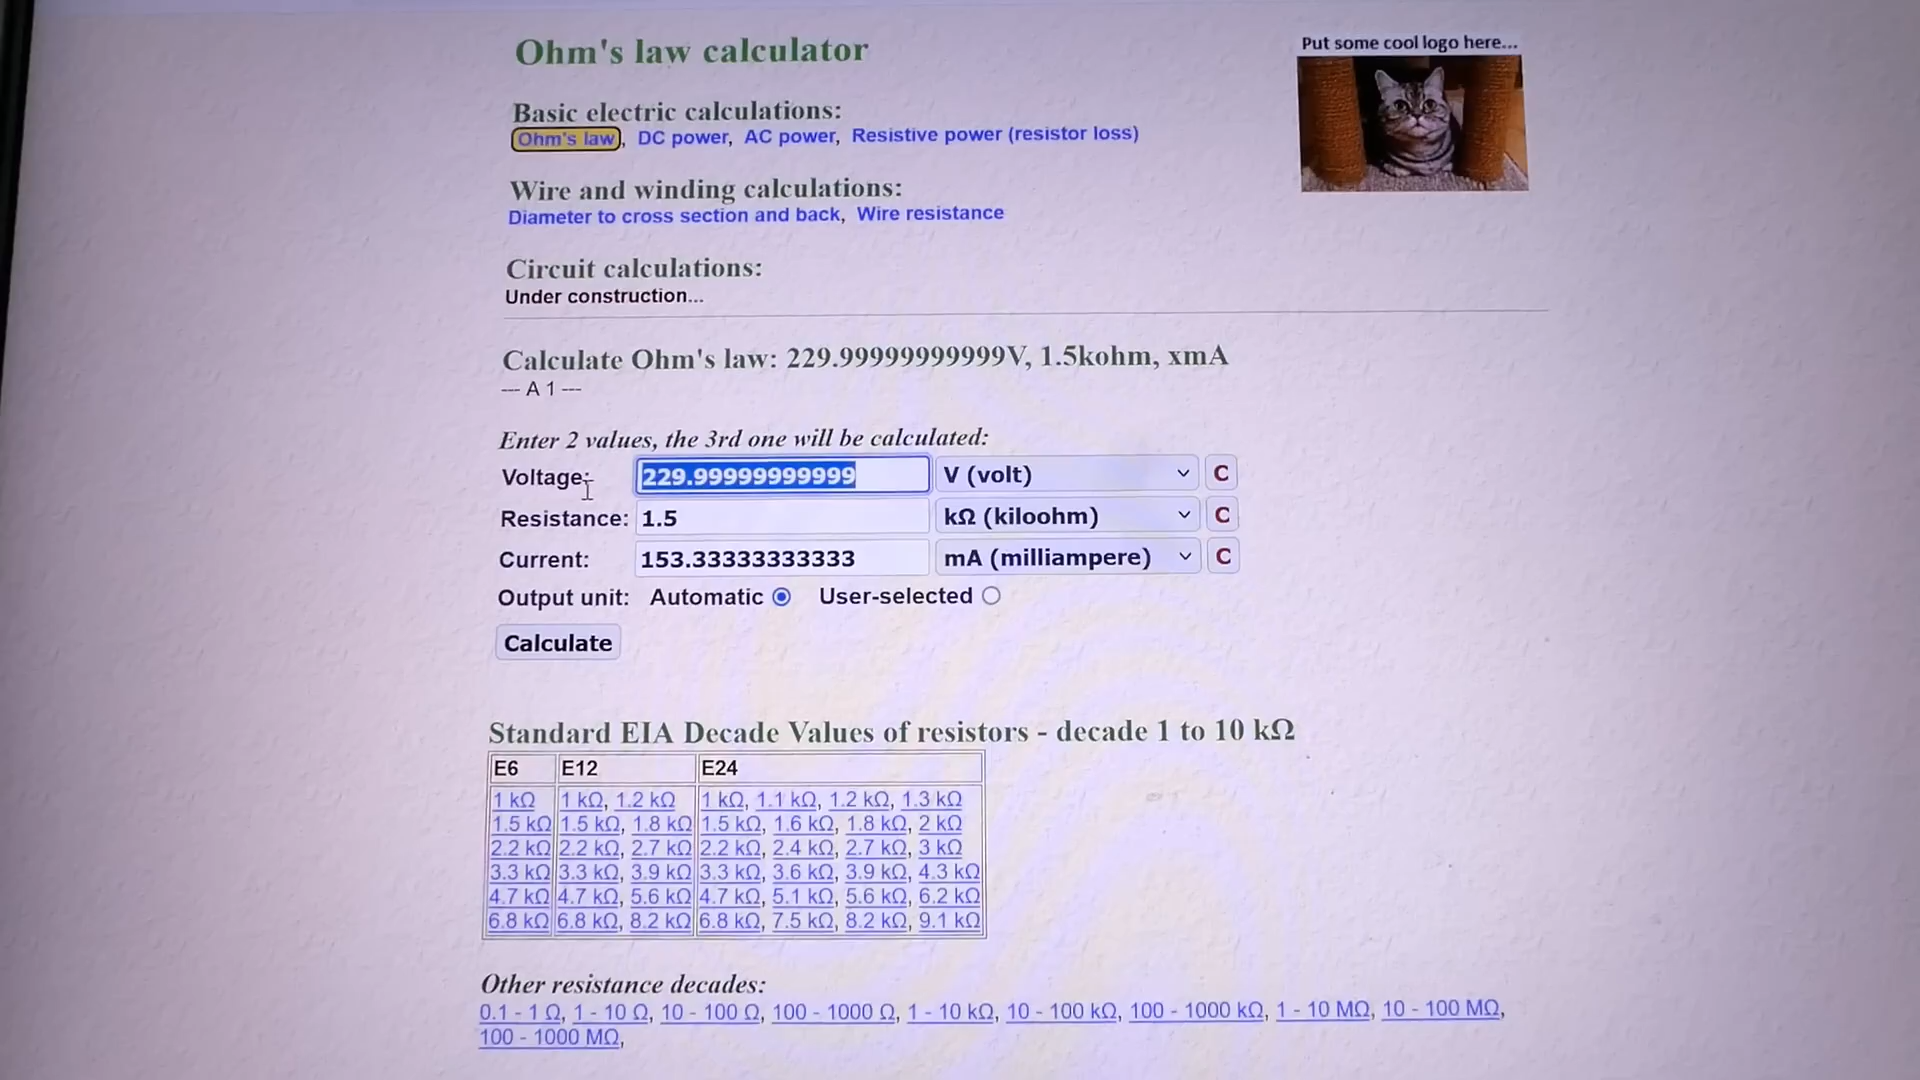 Put some cool logo here...
Ohm's law calculator
Basic electric calculations:
Ohm's law, DC power, AC power, Resistive power (resistor loss)
Wire and winding calculations:
Diameter to cross section and back, Wire resistance
Circuit calculations:
Under construction...
Calculate Ohm's law: 229.99999999999V, 1.5kohm, xmA
--- A 1 ---
Enter 2 values, the 3rd one will be calculated:
Voltage: 229.99999999999 V (volt) C
Resistance: 1.5 kΩ (kiloohm) C
Current: 153.33333333333 mA (milliampere) C
Output unit: Automatic User-selected
Calculate
Standard EIA Decade Values of resistors - decade 1 to 10 kΩ
E6 E12 E24
1 kΩ 1 kΩ, 1.2 kΩ 1 kΩ, 1.1 kΩ, 1.2 kΩ, 1.3 kΩ
1.5 kΩ 1.5 kΩ, 1.8 kΩ 1.5 kΩ, 1.6 kΩ, 1.8 kΩ, 2 kΩ
2.2 kΩ 2.2 kΩ, 2.7 kΩ 2.2 kΩ, 2.4 kΩ, 2.7 kΩ, 3 kΩ
3.3 kΩ 3.3 kΩ, 3.9 kΩ 3.3 kΩ, 3.6 kΩ, 3.9 kΩ, 4.3 kΩ
4.7 kΩ 4.7 kΩ, 5.6 kΩ 4.7 kΩ, 5.1 kΩ, 5.6 kΩ, 6.2 kΩ
6.8 kΩ 6.8 kΩ, 8.2 kΩ 6.8 kΩ, 7.5 kΩ, 8.2 kΩ, 9.1 kΩ
Other resistance decades:
0.1 - 1 Ω, 1 - 10 Ω, 10 - 100 Ω, 100 - 1000 Ω, 1 - 10 kΩ, 10 - 100 kΩ, 100 - 1000 kΩ, 1 - 10 MΩ, 10 - 100 MΩ,
100 - 1000 MΩ,